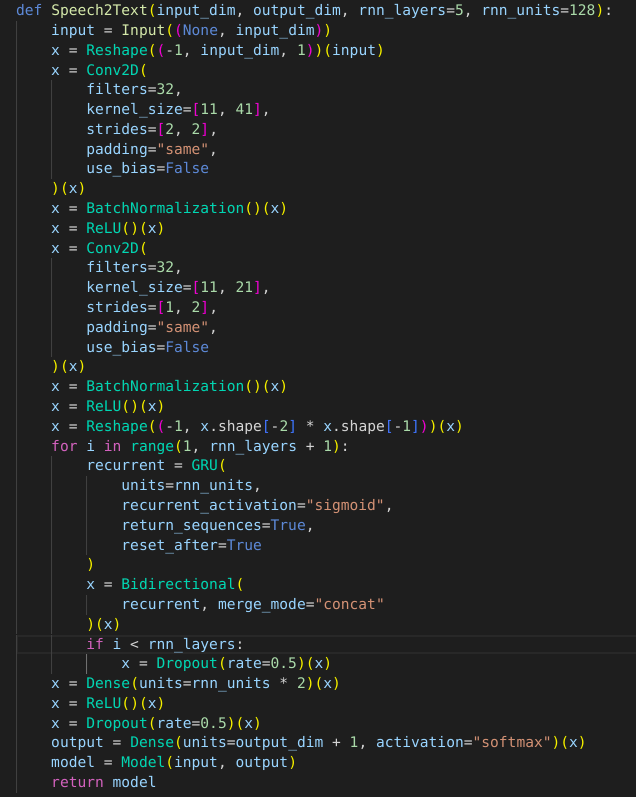 def Speech2Text(input_dim, output_dim, rnn_layers=5, rnn_units=128):
    input = Input((None, input_dim))
    x = Reshape((-1, input_dim, 1))(input)
    x = Conv2D(
        filters=32,
        kernel_size=[11, 41],
        strides=[2, 2],
        padding="same",
        use_bias=False
    )(x)
    x = BatchNormalization()(x)
    x = ReLU()(x)
    x = Conv2D(
        filters=32,
        kernel_size=[11, 21],
        strides=[1, 2],
        padding="same",
        use_bias=False
    )(x)
    x = BatchNormalization()(x)
    x = ReLU()(x)
    x = Reshape((-1, x.shape[-2] * x.shape[-1]))(x)
    for i in range(1, rnn_layers + 1):
        recurrent = GRU(
            units=rnn_units,
            recurrent_activation="sigmoid",
            return_sequences=True,
            reset_after=True
        )
        x = Bidirectional(
            recurrent, merge_mode="concat"
        )(x)
        if i < rnn_layers:
            x = Dropout(rate=0.5)(x)
    x = Dense(units=rnn_units * 2)(x)
    x = ReLU()(x)
    x = Dropout(rate=0.5)(x)
    output = Dense(units=output_dim + 1, activation="softmax")(x)
    model = Model(input, output)
    return model